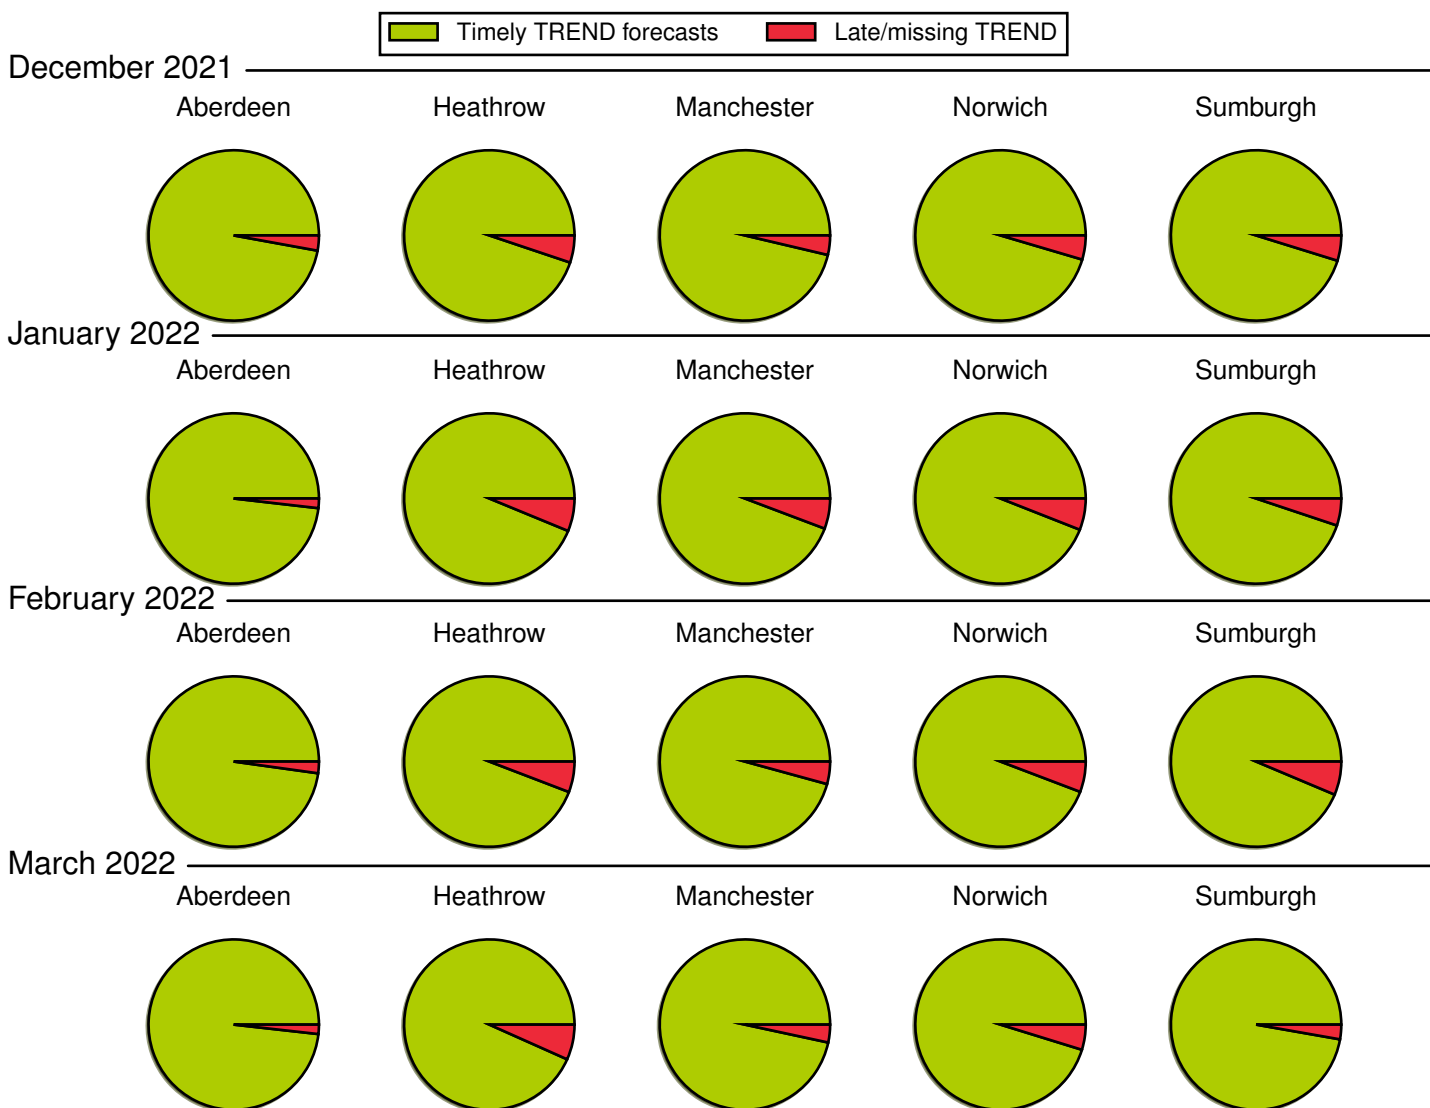 Timely TREND forecasts Late/missing TREND
December 2021
Aberdeen Heathrow Manchester Norwich Sumburgh
January 2022
Aberdeen Heathrow Manchester Norwich Sumburgh
February 2022
Aberdeen Heathrow Manchester Norwich Sumburgh
March 2022
Aberdeen Heathrow Manchester Norwich Sumburgh